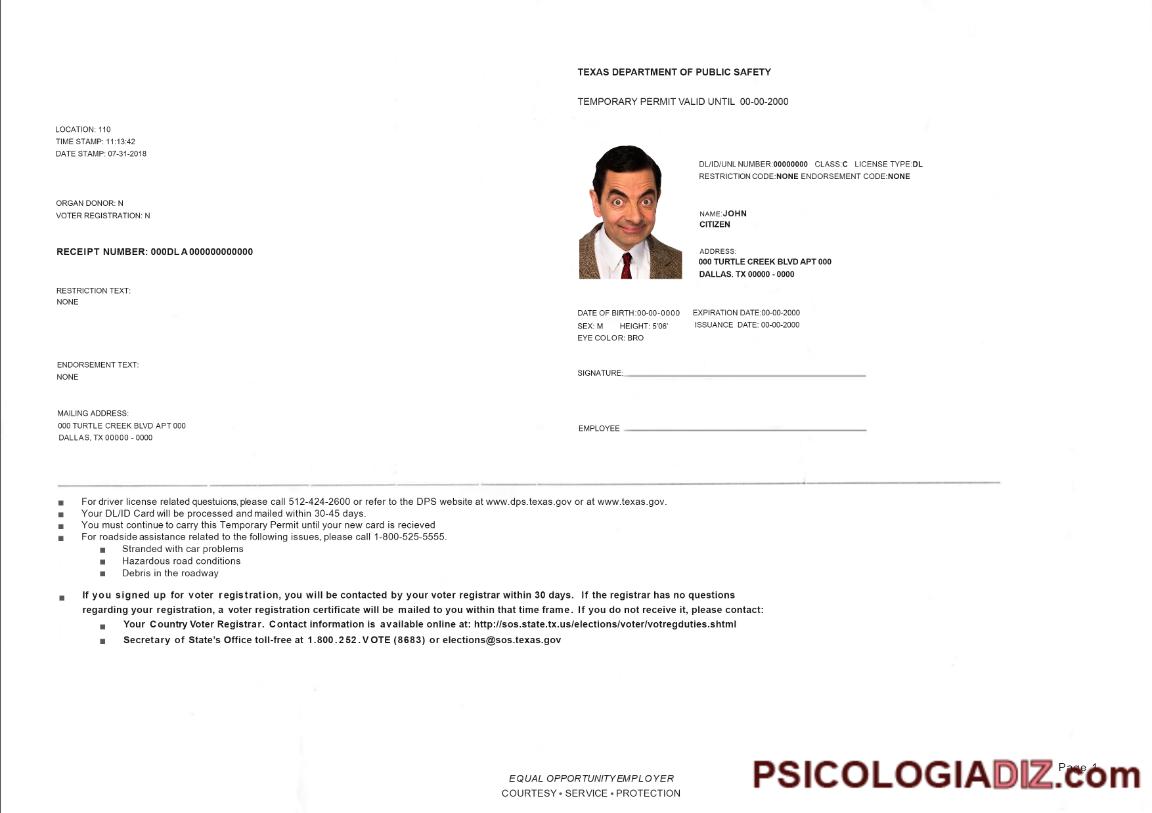 TEXAS DEPARTMENT OF PUBLIC SAFETY
TEMPORARY PERMIT VALID UNTIL 00-00-2000
LOCATION: 110
TIME STAMP: 11:13:42
DATE STAMP: 07-31-2018
ORGAN DONOR: N
VOTER REGISTRATION: N
RECEIPT NUMBER: 000DLA000000000000
RESTRICTION TEXT:
NONE
ENDORSEMENT TEXT:
NONE
MAILING ADDRESS:
000 TURTLE CREEK BLVD APT 000
DALLAS, TX 00000 - 0000
DL/ID/UNL NUMBER:00000000 CLASS:C LICENSE TYPE:DL
RESTRICTION CODE:NONE ENDORSEMENT CODE:NONE
NAME:JOHN
CITIZEN
ADDRESS:
000 TURTLE CREEK BLVD APT 000
DALLAS. TX 00000 - 0000
DATE OF BIRTH:00-00-0000 EXPIRATION DATE:00-00-2000
SEX: M HEIGHT: 5'06' ISSUANCE DATE: 00-00-2000
EYE COLOR: BRO
SIGNATURE:
EMPLOYEE
For driver license related questuions,please call 512-424-2600 or refer to the DPS website at www.dps.texas.gov or at www.texas.gov.
Your DL/ID Card will be processed and mailed within 30-45 days.
You must continue to carry this Temporary Permit until your new card is recieved
For roadside assistance related to the following issues, please call 1-800-525-5555.
Stranded with car problems
Hazardous road conditions
Debris in the roadway
If you signed up for voter registration, you will be contacted by your voter registrar within 30 days. If the registrar has no questions
regarding your registration, a voter registration certificate will be mailed to you within that time frame. If you do not receive it, please contact:
Your Country Voter Registrar. Contact information is available online at: http://sos.state.tx.us/elections/voter/votregduties.shtml
Secretary of State's Office toll-free at 1.800.252.VOTE (8683) or elections@sos.texas.gov
EQUAL OPPORTUNITY EMPLOYER
COURTESY • SERVICE • PROTECTION
Page 1
PSICOLOGIADIZ.com